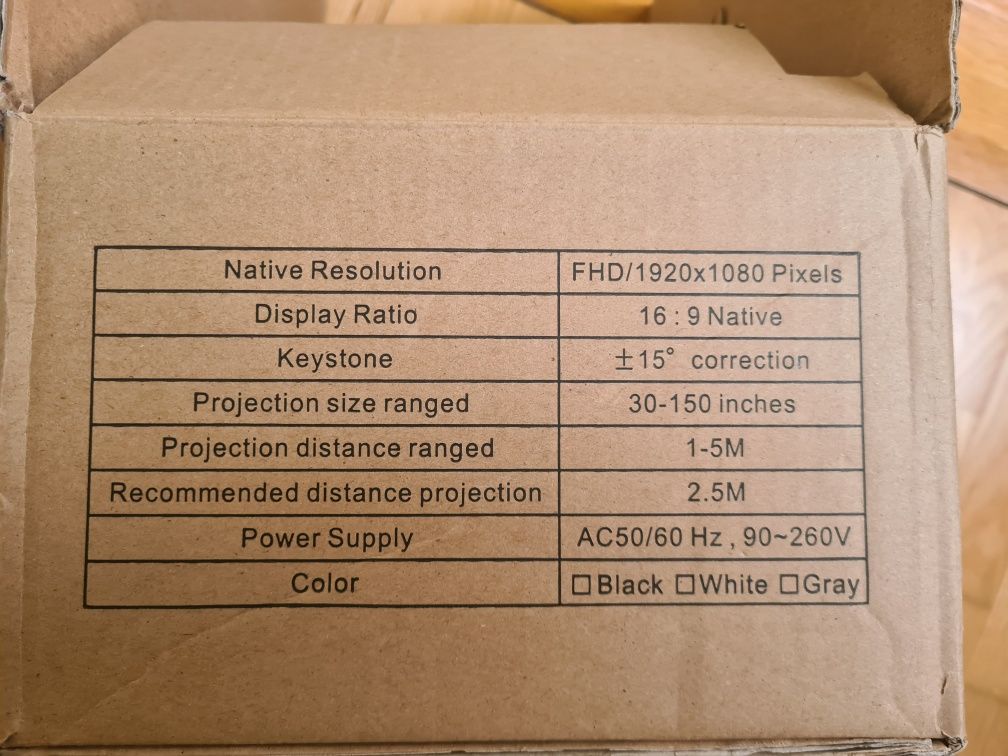 Native Resolution FHD/1920x1080 Pixels
Display Ratio 16 : 9 Native
Keystone ±15° correction
Projection size ranged 30-150 inches
Projection distance ranged 1-5M
Recommended distance projection 2.5M
Power Supply AC50/60 Hz , 90~260V
Color □Black □White □Gray